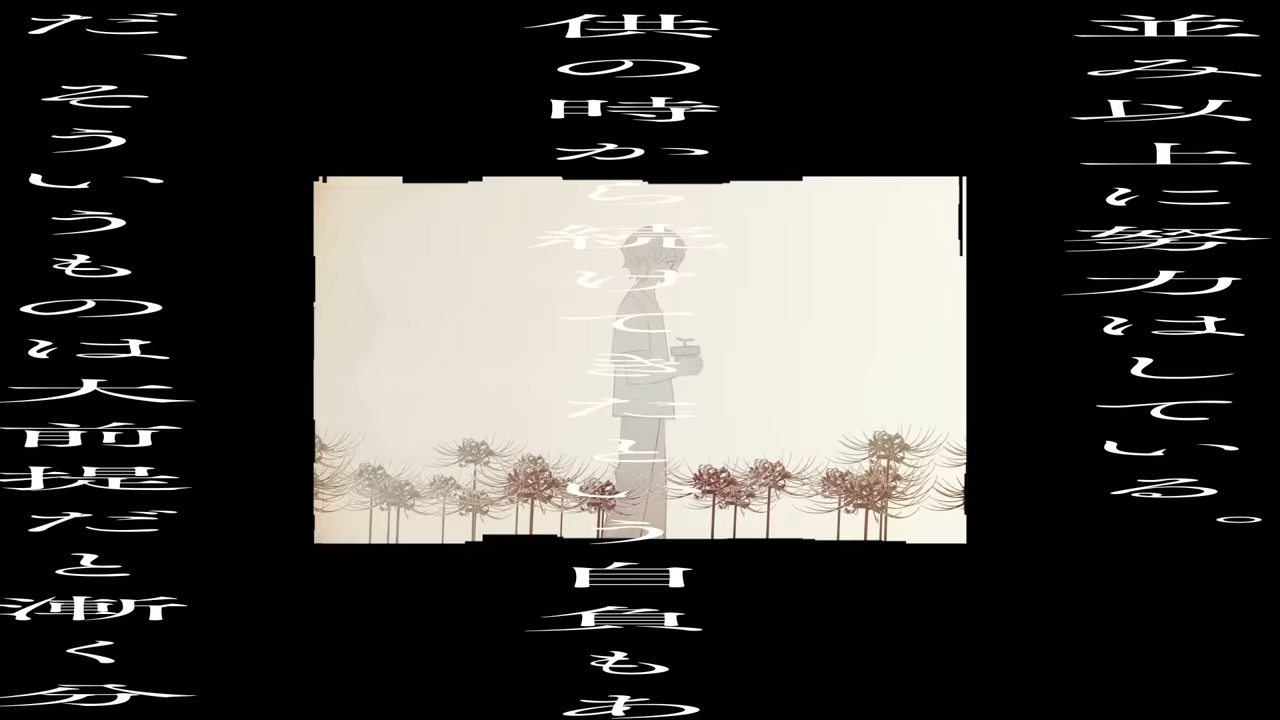 並み以上に努力はしている。
供の時から続けてきたという自負もあ
だ、そういうものは大前提だと漸く分